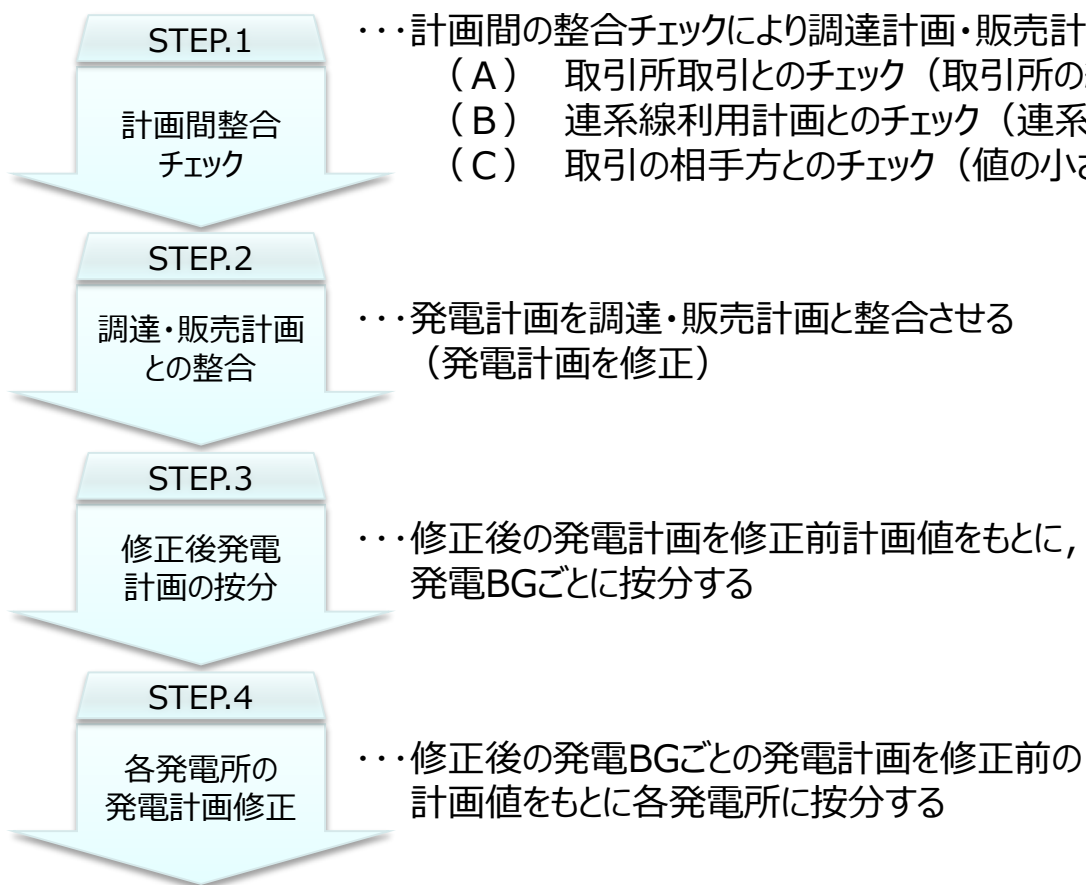 STEP.1
計画間整合
チェック
・・・計画間の整合チェックにより調達計画・販売計
(A) 取引所取引とのチェック(取引所の
(B) 連系線利用計画とのチェック(連系
(C) 取引の相手方とのチェック(値の小さ
STEP.2
調達・販売計画
との整合
・・・発電計画を調達・販売計画と整合させる
(発電計画を修正)
STEP.3
修正後発電
計画の按分
・・・修正後の発電計画を修正前計画値をもとに,
発電BGごとに按分する
STEP.4
各発電所の
発電計画修正
・・・修正後の発電BGごとの発電計画を修正前の
計画値をもとに各発電所に按分する